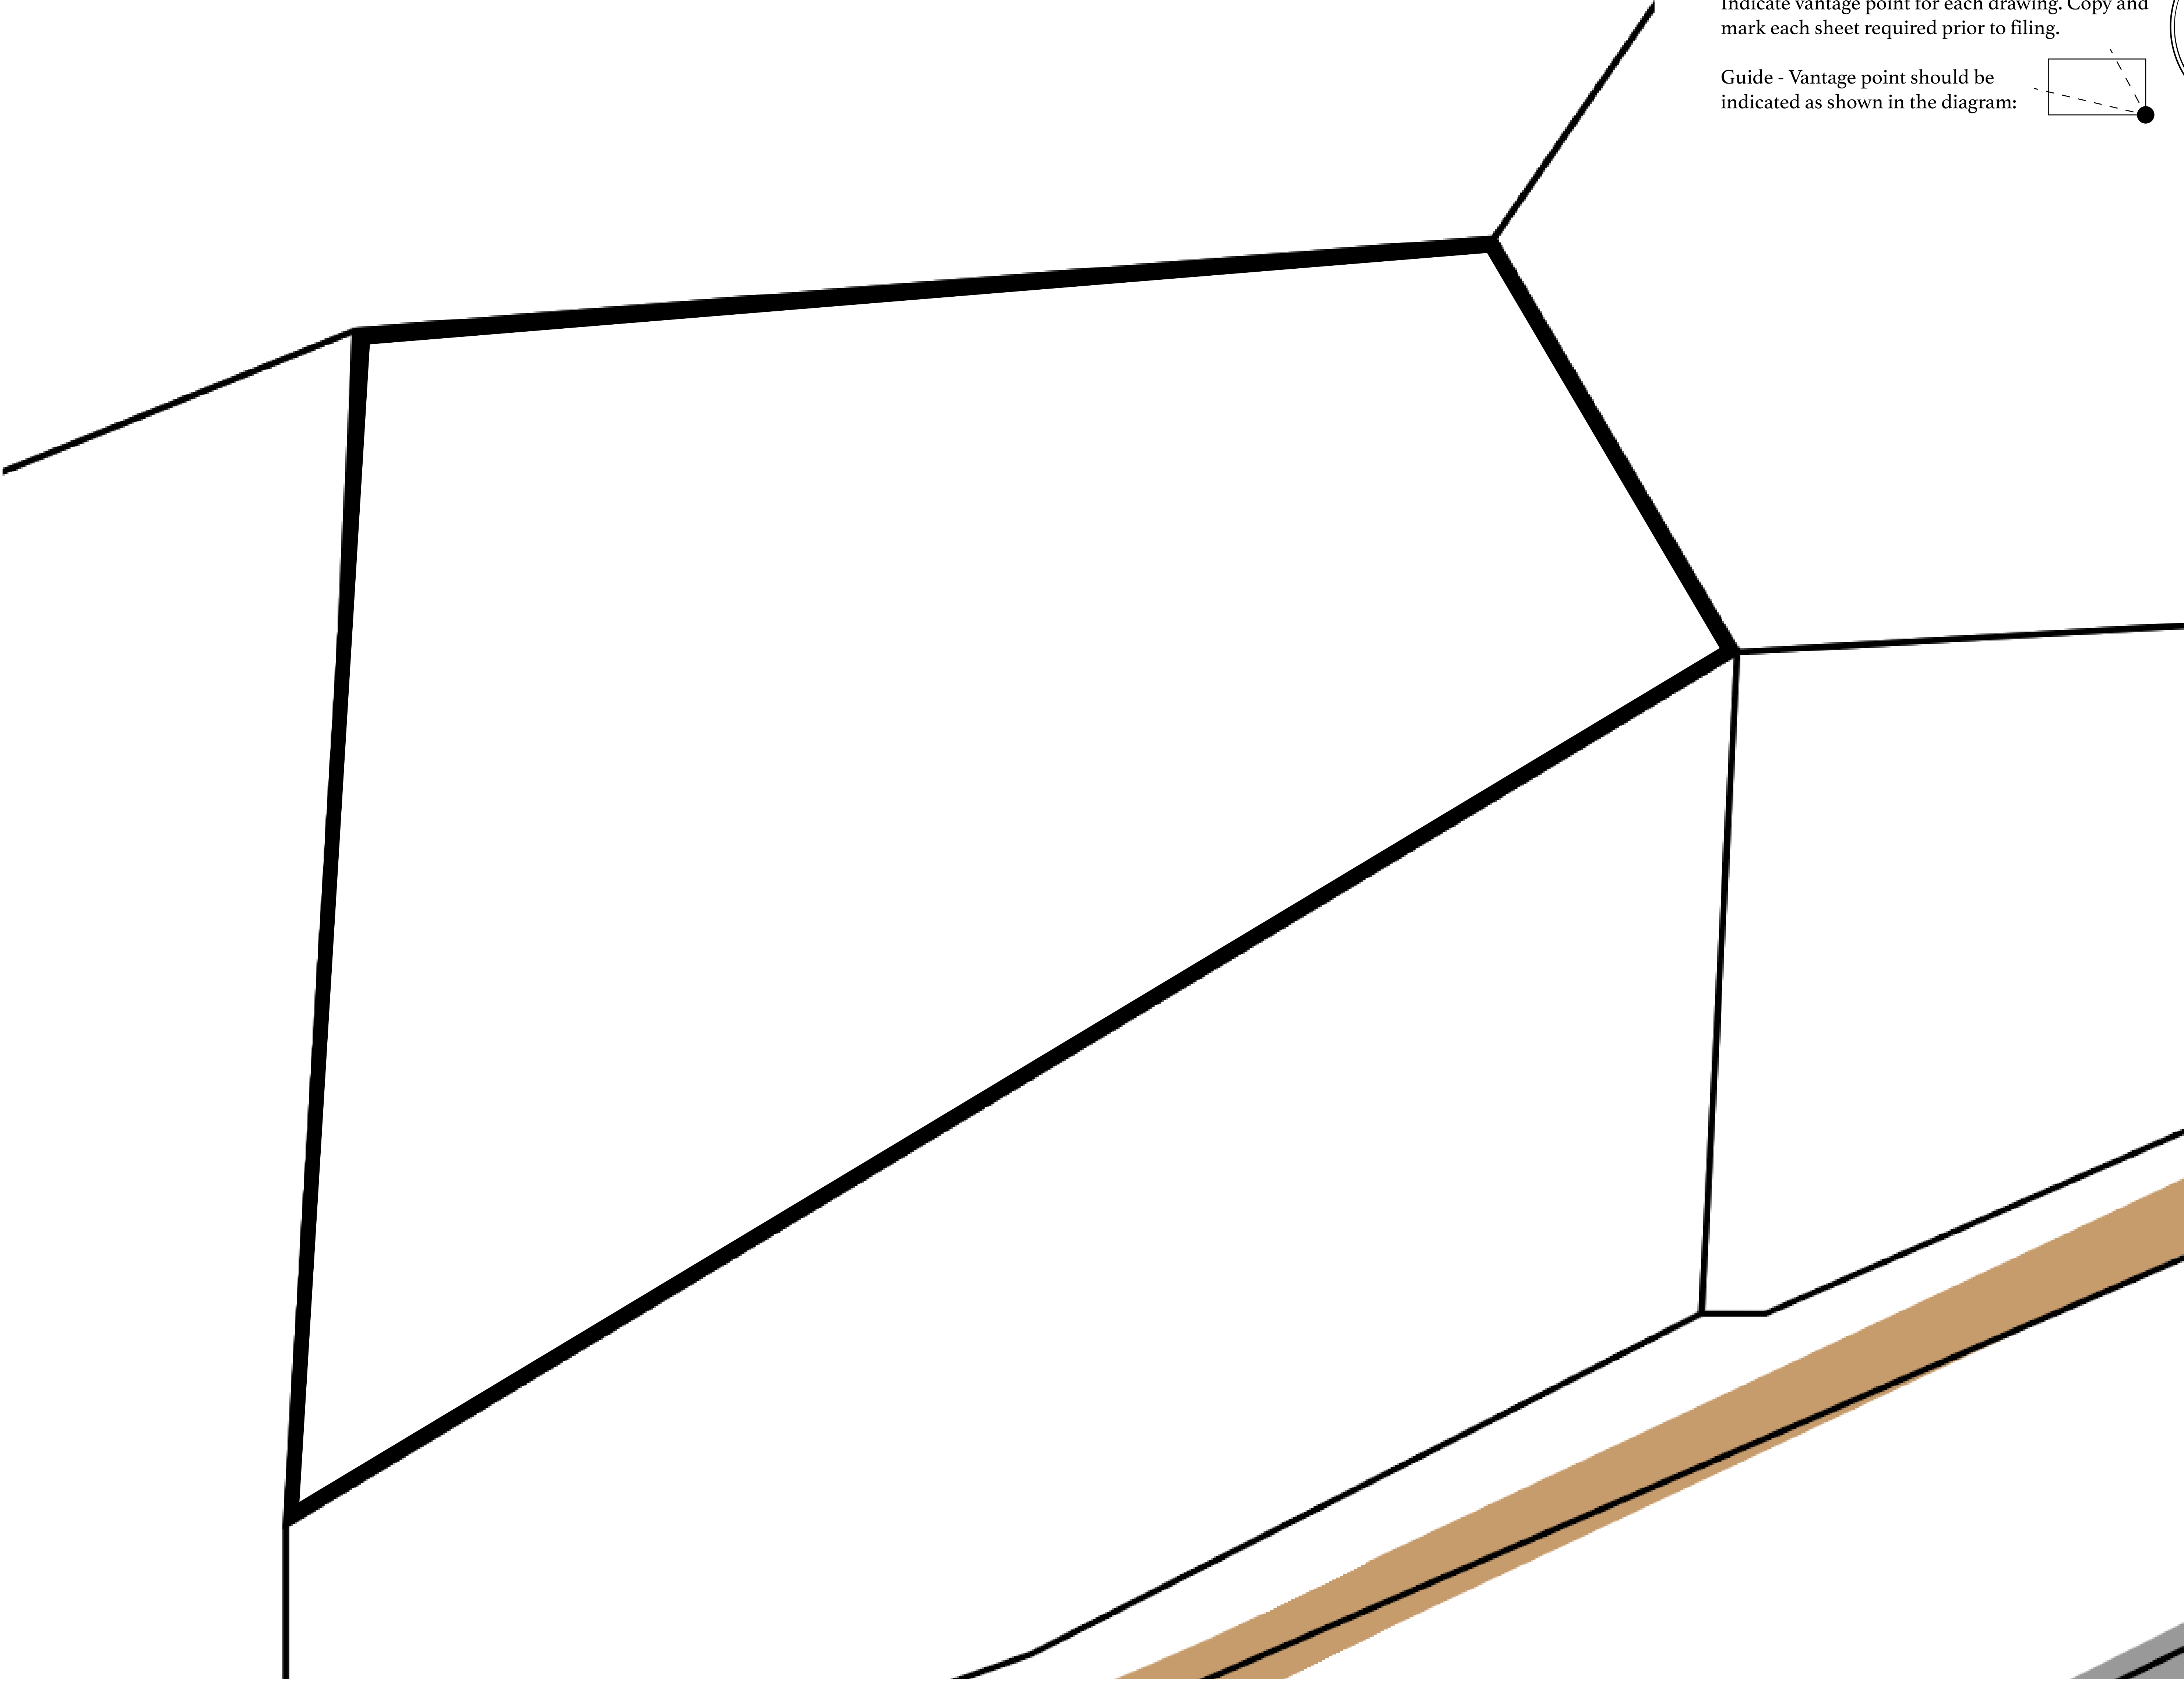 Indicate vantage point for each drawing. Copy and
mark each sheet required prior to filing.
Guide - Vantage point should be
indicated as shown in the diagram: